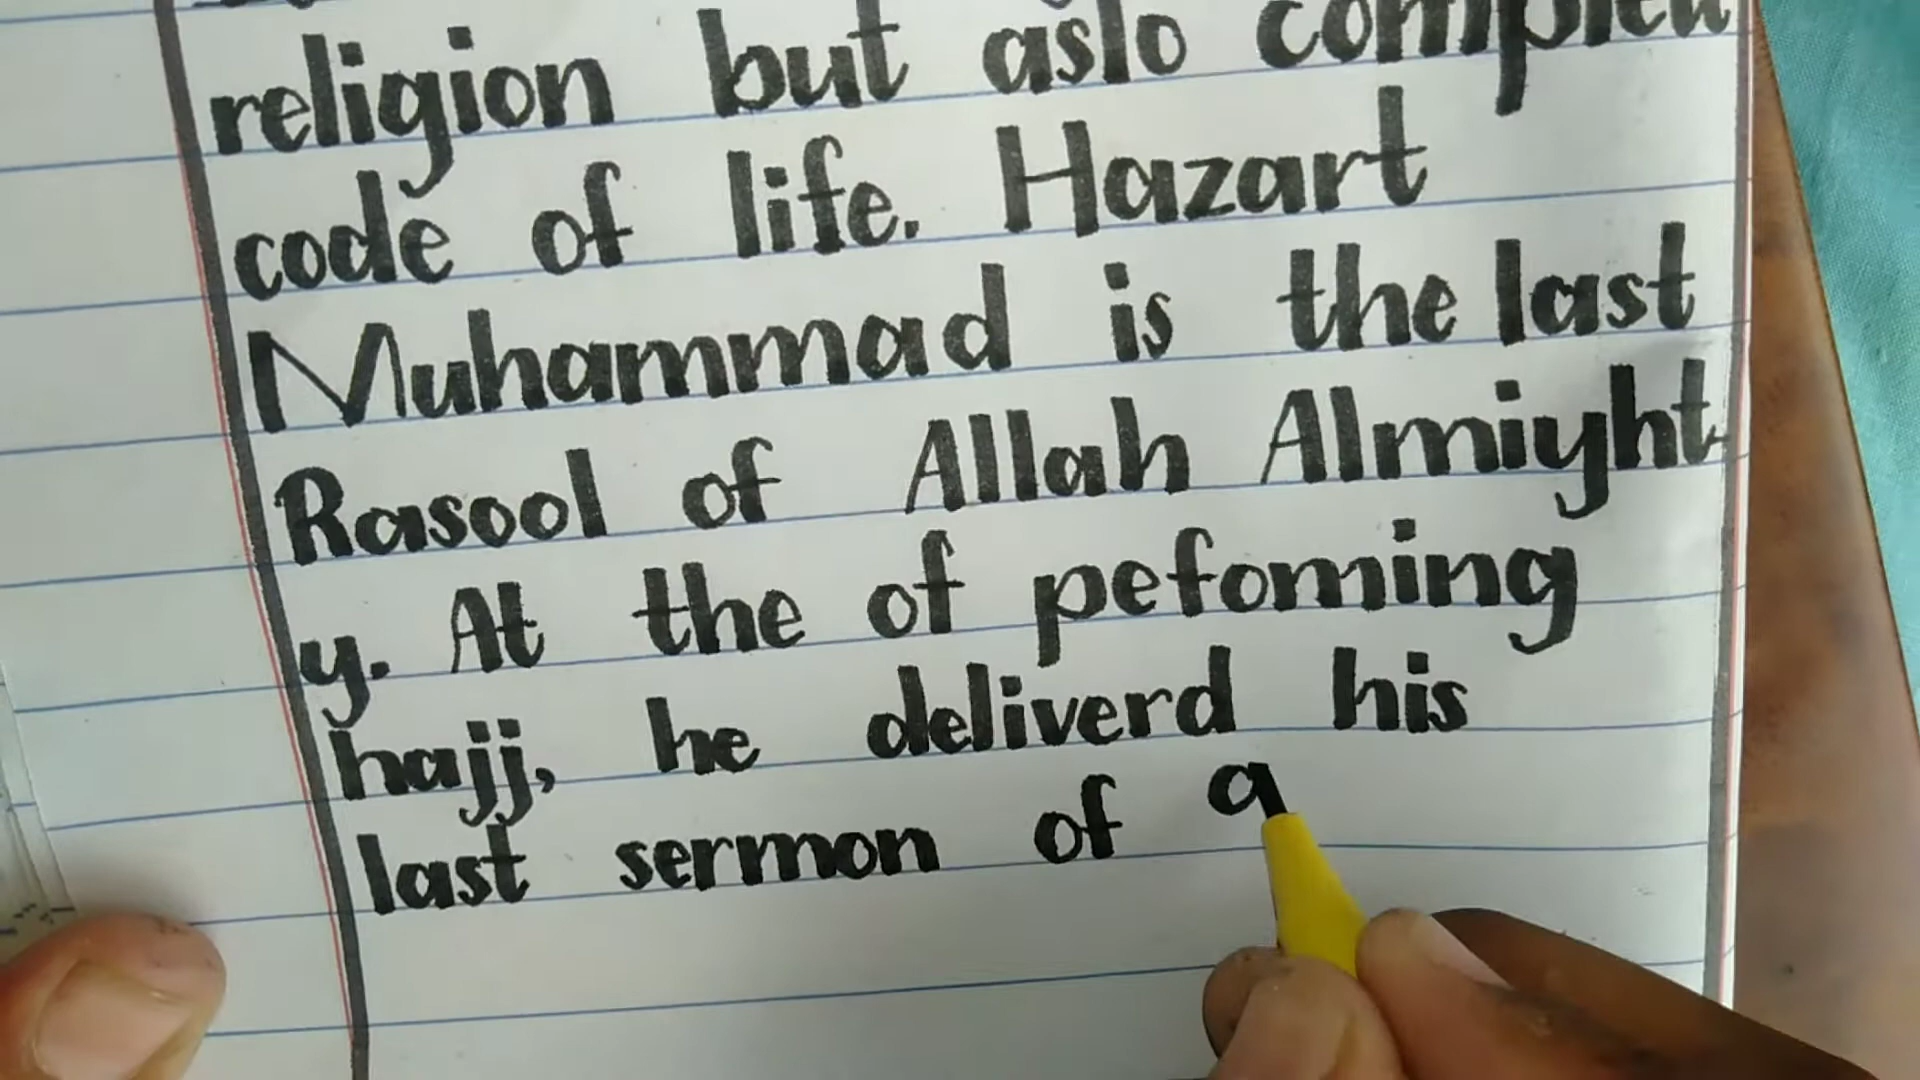 religion but aslo
code of life. Hazart
Muhammad is the last
Rasool of Allah Almiyht
y. At the of pefoming
hajj, he deliverd his
last sermon of a